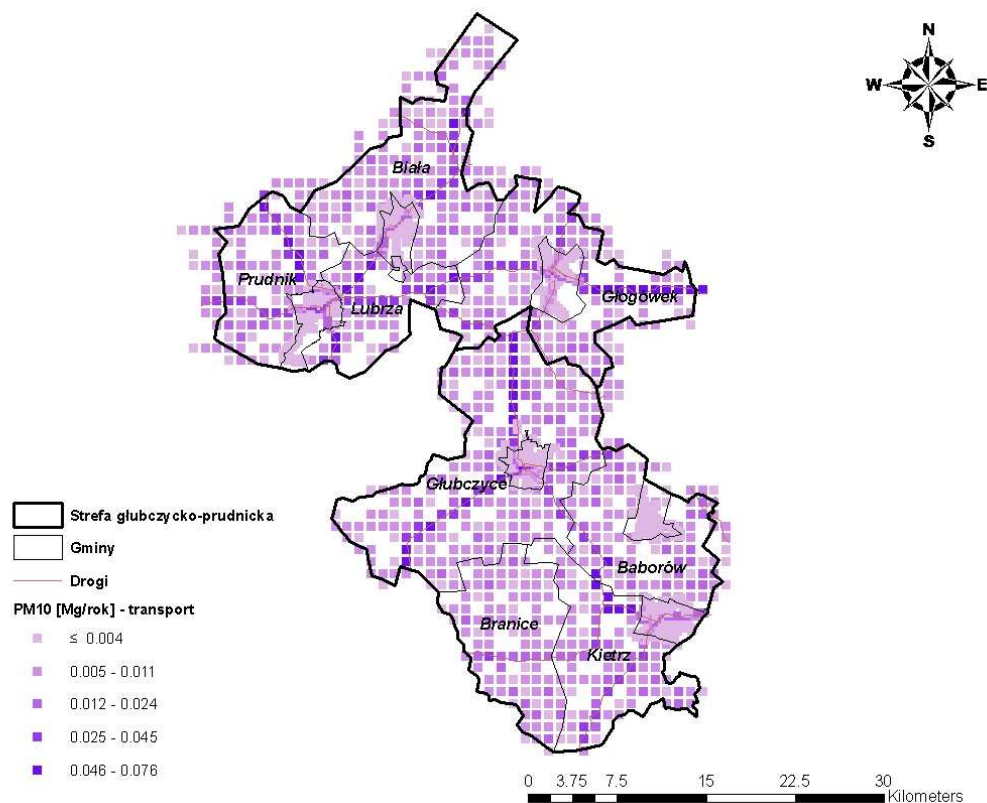 N
W E
S
Biała
Prudnik
Lubrza
Głogówek
Głubczyce
Baborów
Branice
Kietrz
Strefa głubczycko-prudnicka
Gminy
Drogi
PM10 [Mg/rok] - transport
≤ 0.004
0.005 - 0.011
0.012 - 0.024
0.025 - 0.045
0.046 - 0.076
0 3.75 7.5 15 22.5 30
Kilometers